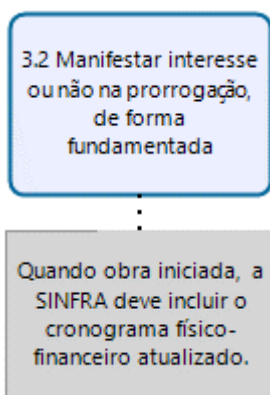 3.2 Manifestar interesse
ou não na prorrogação,
de forma
fundamentada
Quando obra iniciada, a
SINFRA deve incluir o
cronograma físico-
financeiro atualizado.